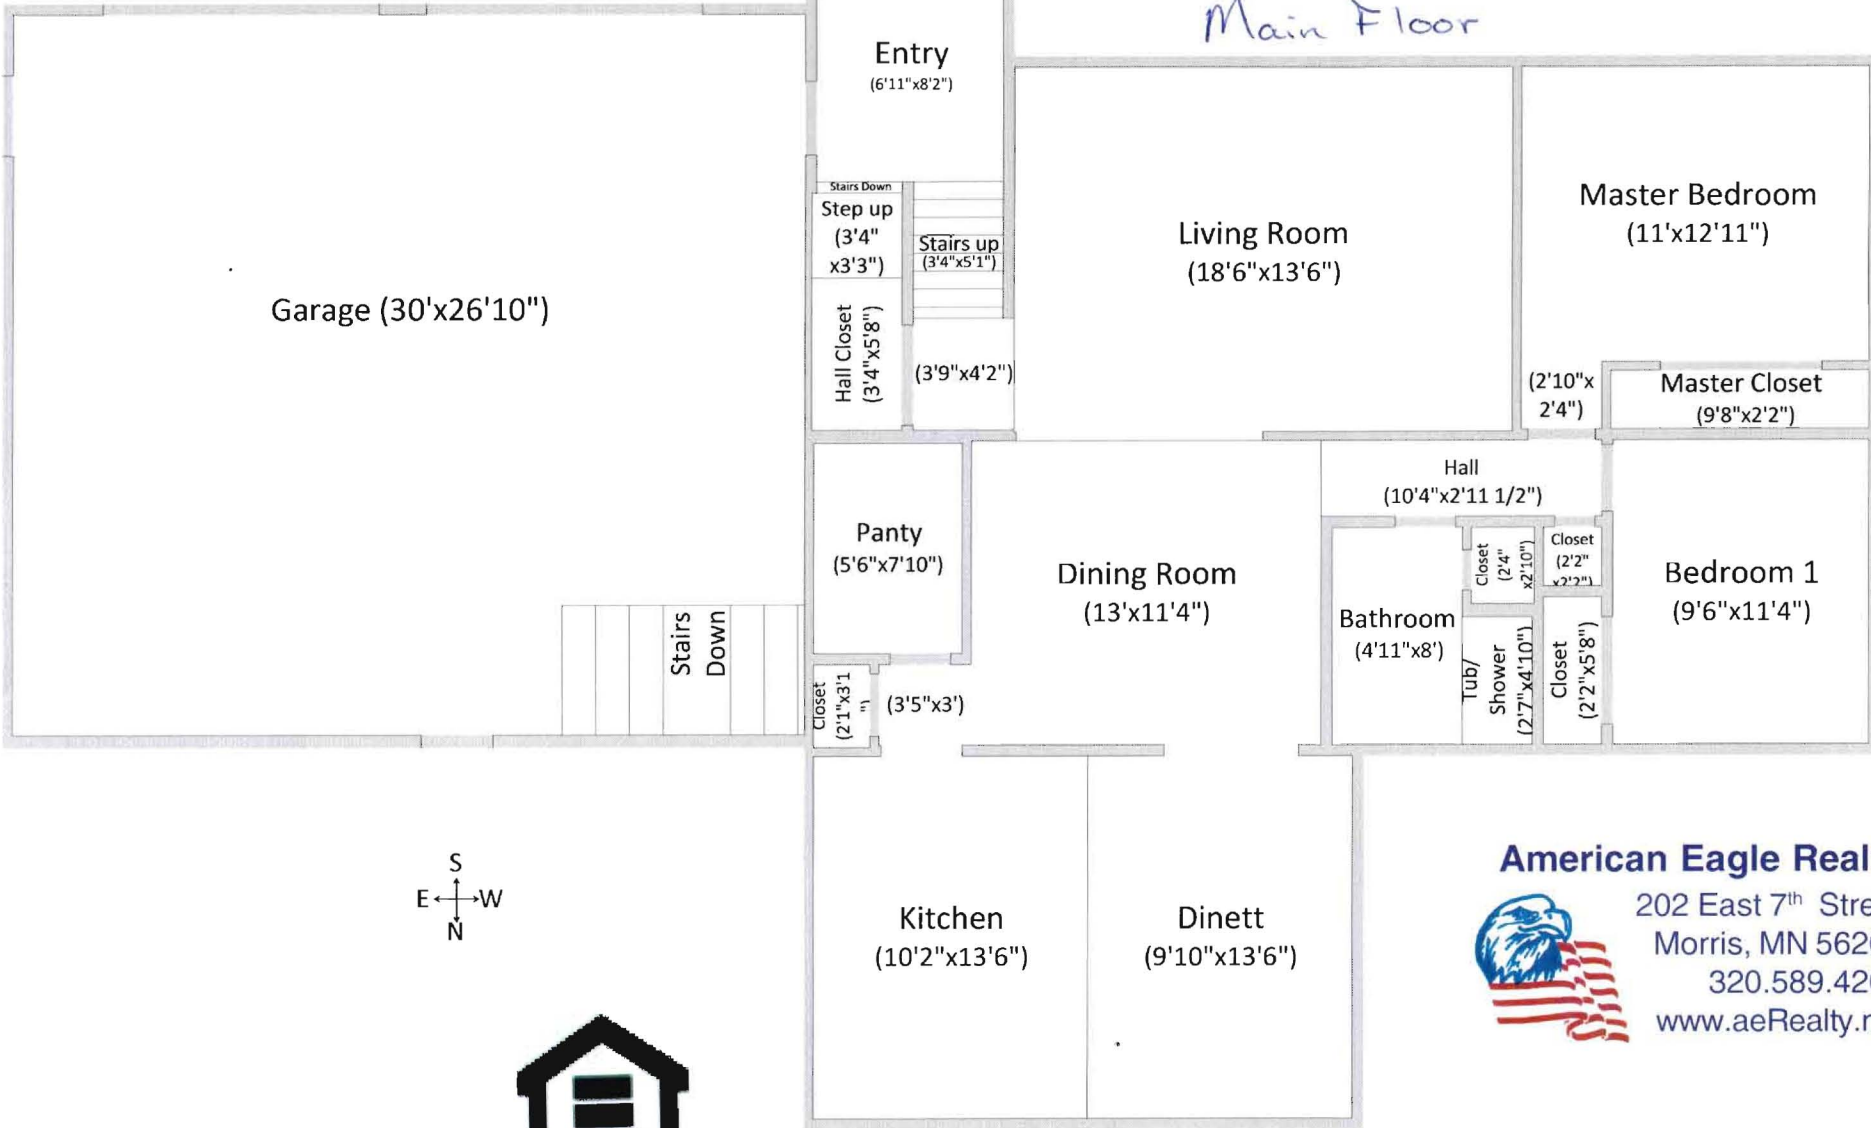 Main Floor
Entry
(6'11"x8'2")
Stairs Down
Step up
(3'4"
x3'3")
Stairs up
(3'4"x5'1")
Hall Closet
(3'4"x5'8")
(3'9"x4'2")
Living Room
(18'6"x13'6")
Master Bedroom
(11'x12'11")
(2'10"x
2'4")
Master Closet
(9'8"x2'2")
Garage (30'x26'10")
Stairs
Down
Panty
(5'6"x7'10")
Closet
(2'1"x3'1
")
(3'5"x3')
Dining Room
(13'x11'4")
Hall
(10'4"x2'11 1/2")
Bathroom
(4'11"x8')
Closet
(2'4"
x2'10")
Closet
(2'2"
x2'2")
Tub/
Shower
(2'7"x4'10")
Closet
(2'2"x5'8")
Bedroom 1
(9'6"x11'4")
Kitchen
(10'2"x13'6")
Dinett
(9'10"x13'6")
S
E W
N
American Eagle Real
202 East 7th Stre
Morris, MN 562
320.589.42
www.aeRealty.